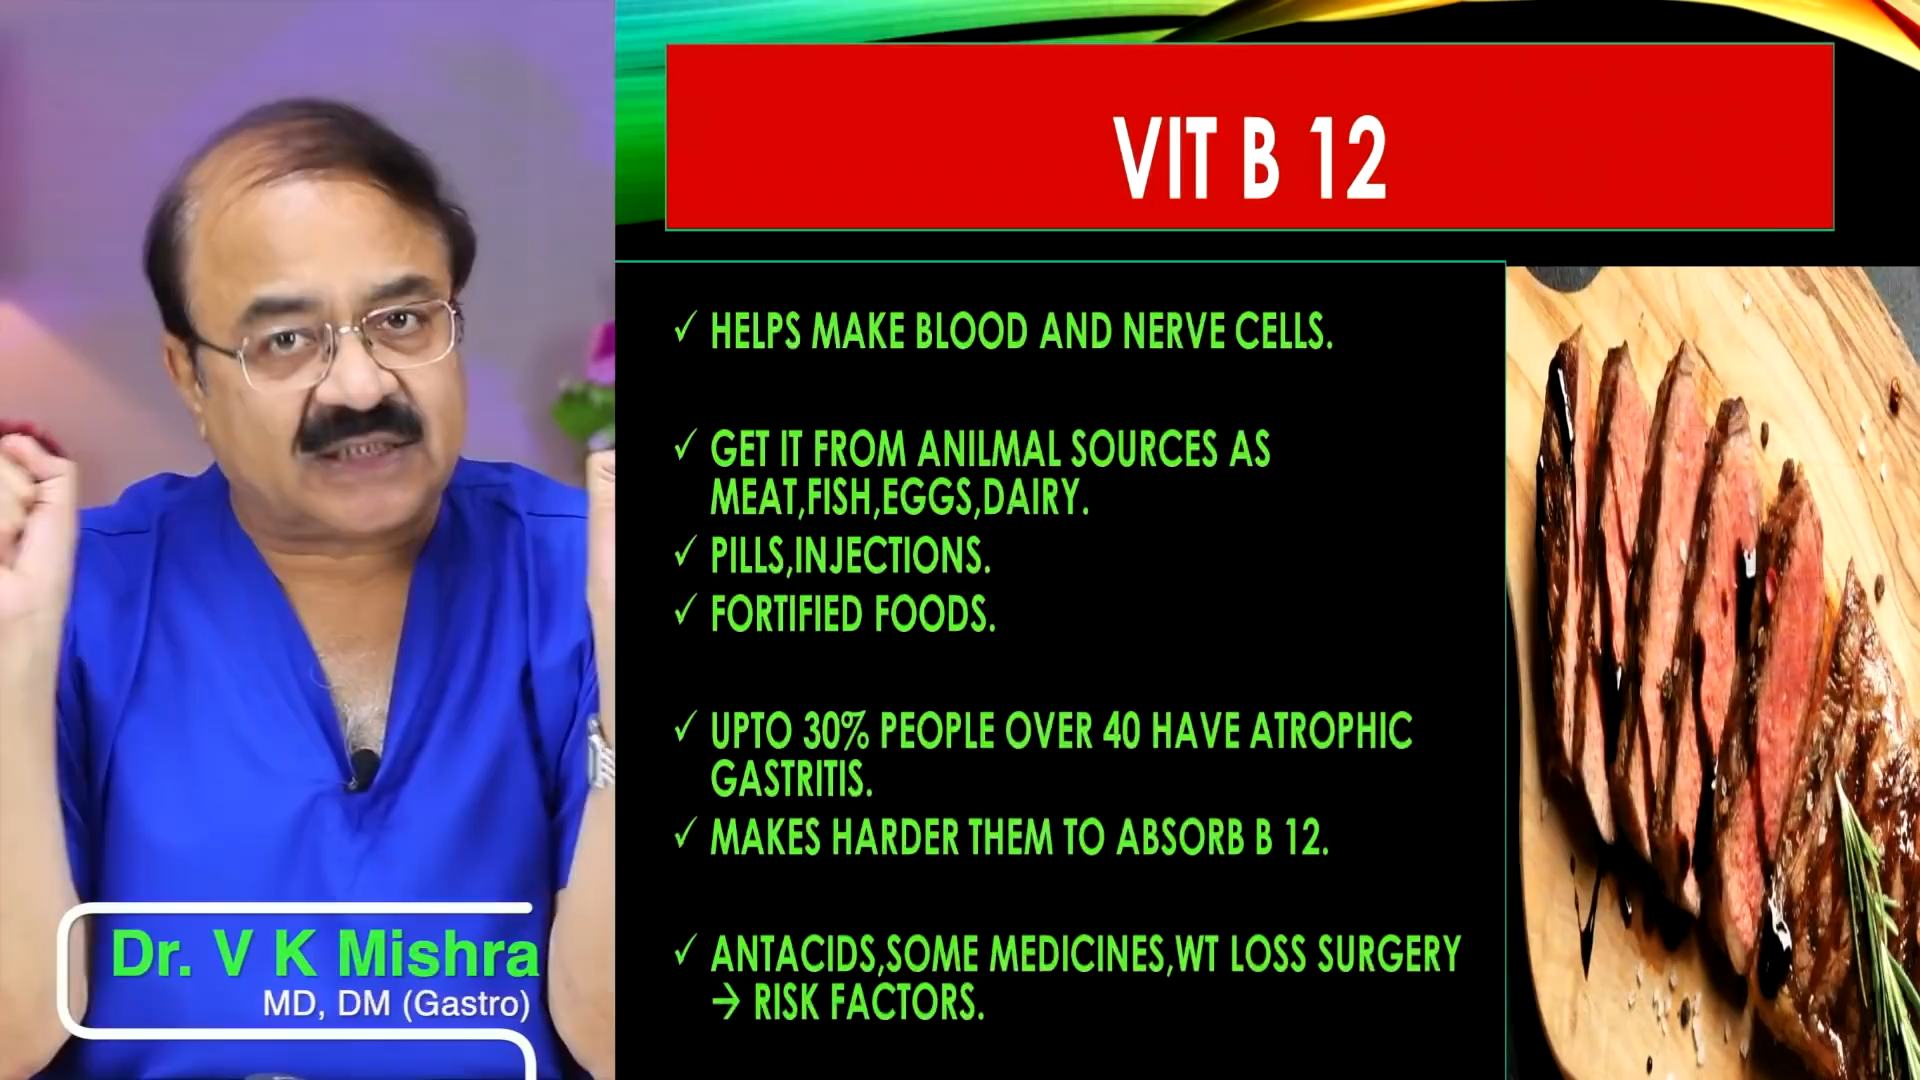 VIT B 12
✓ HELPS MAKE BLOOD AND NERVE CELLS.
✓ GET IT FROM ANILMAL SOURCES AS
MEAT,FISH,EGGS,DAIRY.
✓ PILLS,INJECTIONS.
✓ FORTIFIED FOODS.
✓ UPTO 30% PEOPLE OVER 40 HAVE ATROPHIC
GASTRITIS.
✓ MAKES HARDER THEM TO ABSORB B 12.
✓ ANTACIDS,SOME MEDICINES,WT LOSS SURGERY
→ RISK FACTORS.
Dr. V K Mishra
MD, DM (Gastro)